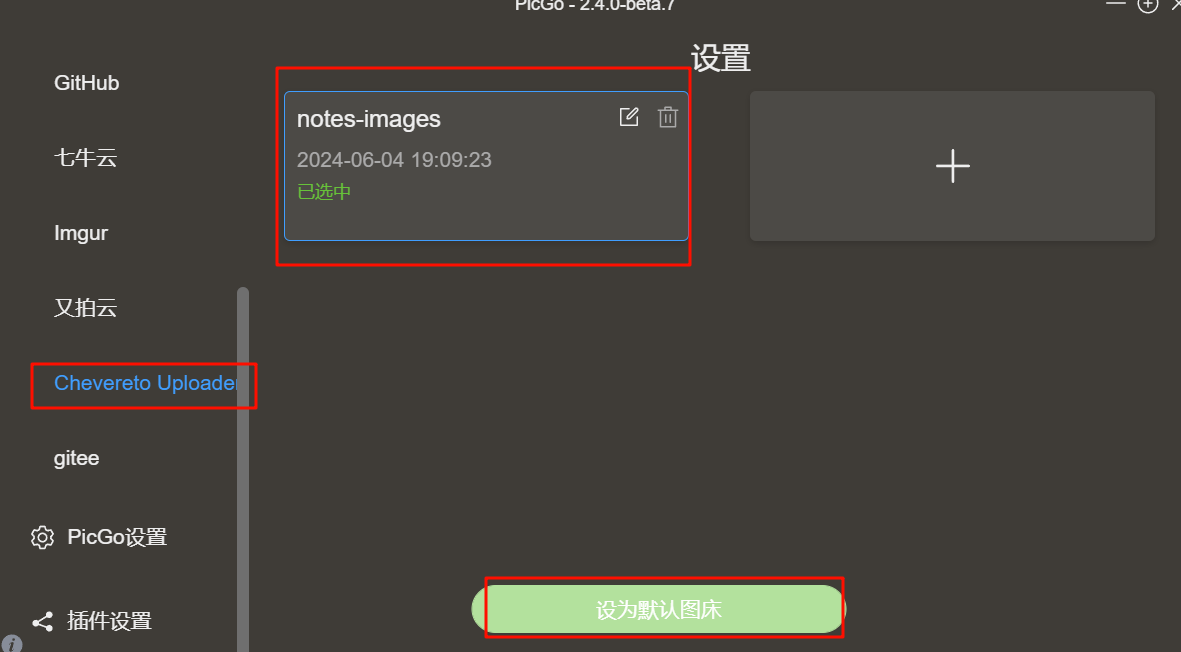 PicGo - 2.4.0-beta.7
设置
GitHub
七牛云
Imgur
又拍云
Chevereto Uploader
gitee
PicGo设置
插件设置
notes-images
2024-06-04 19:09:23
已选中
设为默认图床